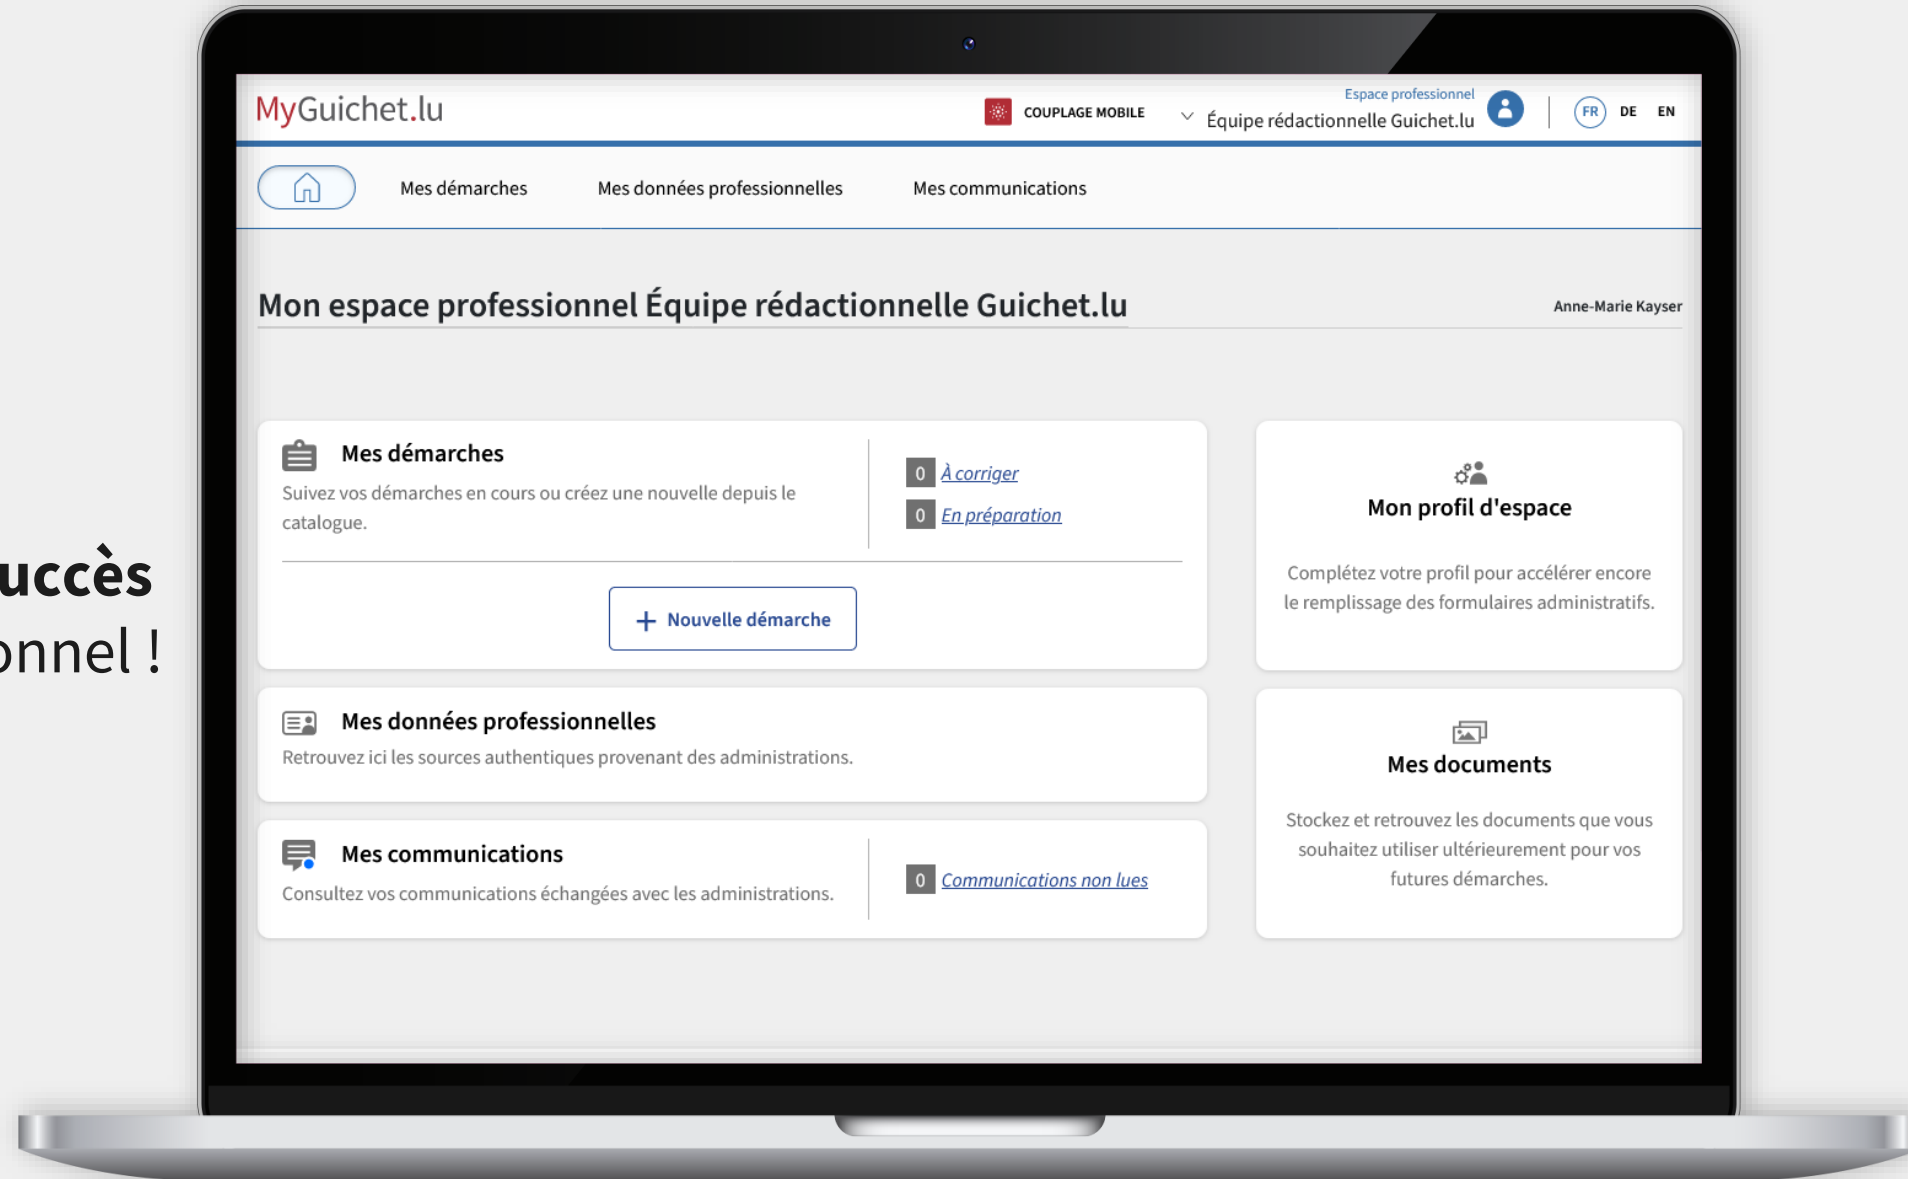 MyGuichet.lu
COUPLAGE MOBILE
Espace professionnel
Équipe rédactionnelle Guichet.lu
FR DE EN
Mes démarches Mes données professionnelles Mes communications
Mon espace professionnel Équipe rédactionnelle Guichet.lu
Anne-Marie Kayser
Mes démarches
Suivez vos démarches en cours ou créez une nouvelle depuis le
catalogue.
0 À corriger
0 En préparation
+ Nouvelle démarche
Mon profil d'espace
Complétez votre profil pour accélérer encore
le remplissage des formulaires administratifs.
Mes données professionnelles
Retrouvez ici les sources authentiques provenant des administrations.
Mes communications
Consultez vos communications échangées avec les administrations.
0 Communications non lues
Mes documents
Stockez et retrouvez les documents que vous
souhaitez utiliser ultérieurement pour vos
futures démarches.
uccès
onnel !